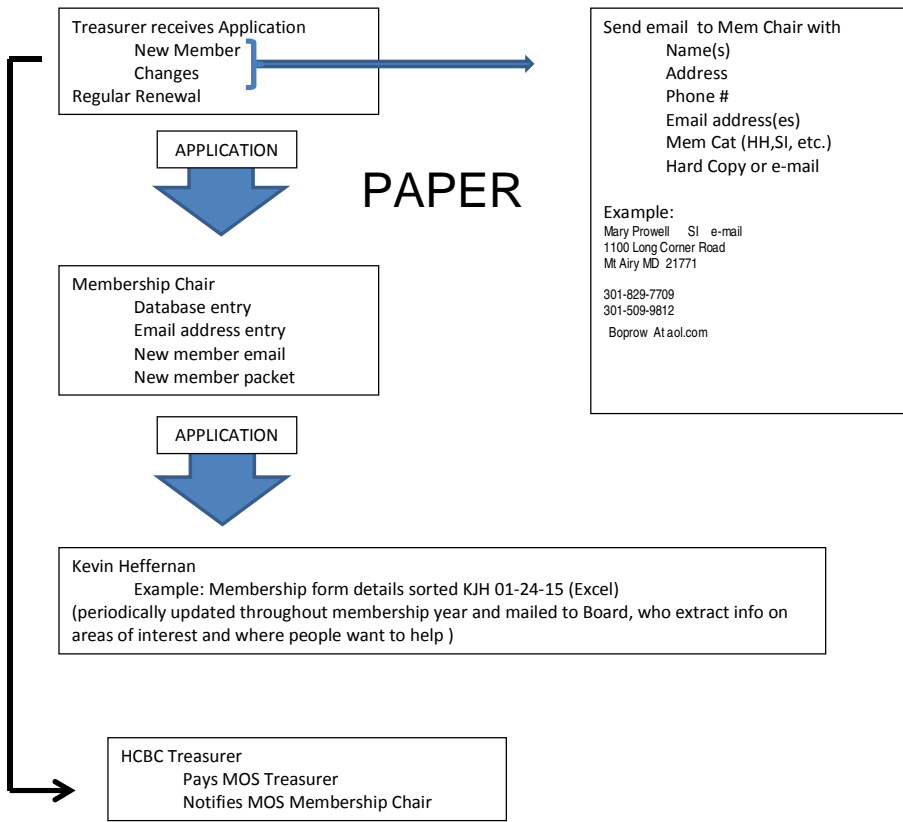 Treasurer receives Application
New Member
Changes
Regular Renewal
Send email to Mem Chair with
Name(s)
Address
Phone #
Email address(es)
Mem Cat (HH,SI, etc.)
Hard Copy or e-mail
Example:
Mary Prowell SI e-mail
1100 Long Corner Road
Mt Airy MD 21771
301-829-7709
301-509-9812
Boprow At aol.com
APPLICATION
PAPER
Membership Chair
Database entry
Email address entry
New member email
New member packet
APPLICATION
Kevin Heffernan
Example: Membership form details sorted KJH 01-24-15 (Excel)
(periodically updated throughout membership year and mailed to Board, who extract info on
areas of interest and where people want to help )
HCBC Treasurer
Pays MOS Treasurer
Notifies MOS Membership Chair